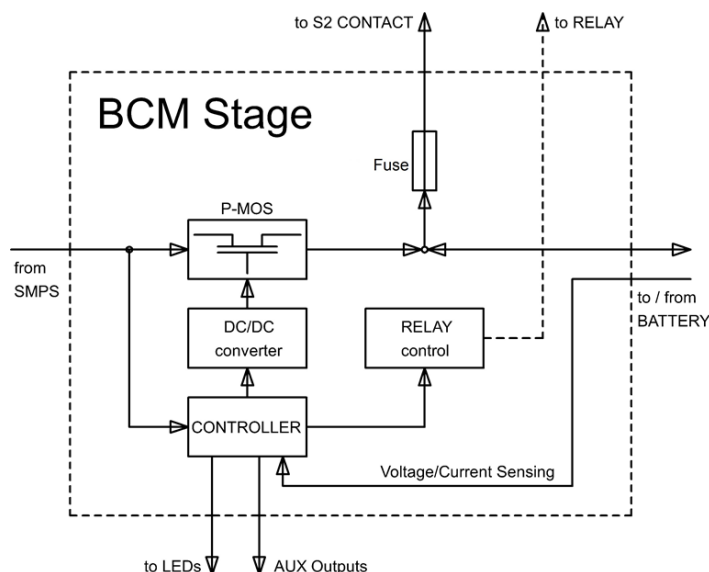 to S2 CONTACT
to RELAY
BCM Stage
Fuse
P-MOS
from
SMPS
to / from
BATTERY
DC/DC
converter
RELAY
control
CONTROLLER
Voltage/Current Sensing
to LEDs
AUX Outputs